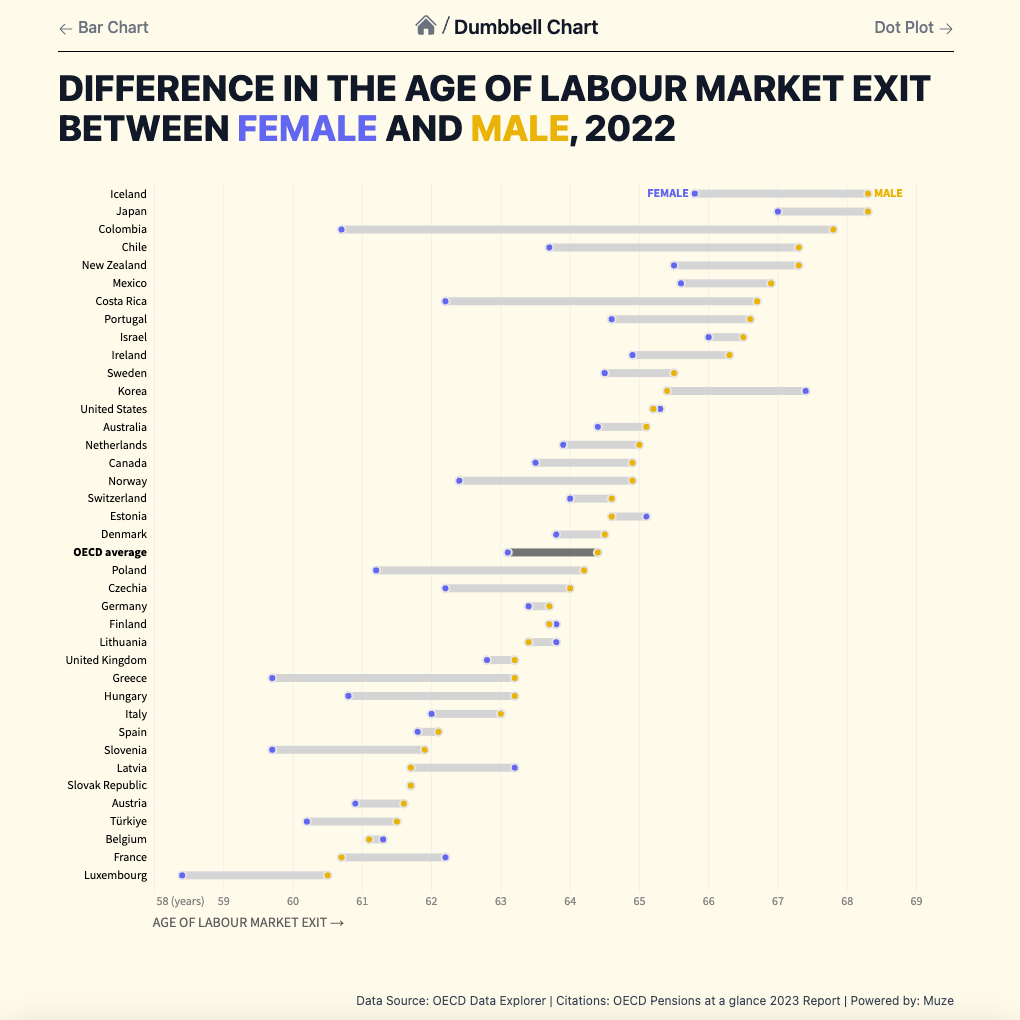 ← Bar Chart
/ Dumbbell Chart
Dot Plot →
DIFFERENCE IN THE AGE OF LABOUR MARKET EXIT
BETWEEN FEMALE AND MALE, 2022
Iceland
FEMALE
MALE
Japan
Colombia
Chile
New Zealand
Mexico
Costa Rica
Portugal
Israel
Ireland
Sweden
Korea
United States
Australia
Netherlands
Canada
Norway
Switzerland
Estonia
Denmark
OECD average
Poland
Czechia
Germany
Finland
Lithuania
United Kingdom
Greece
Hungary
Italy
Spain
Slovenia
Latvia
Slovak Republic
Austria
Türkiye
Belgium
France
Luxembourg
58 (years) 59 60 61 62 63 64 65 66 67 68 69
AGE OF LABOUR MARKET EXIT →
Data Source: OECD Data Explorer | Citations: OECD Pensions at a glance 2023 Report | Powered by: Muze